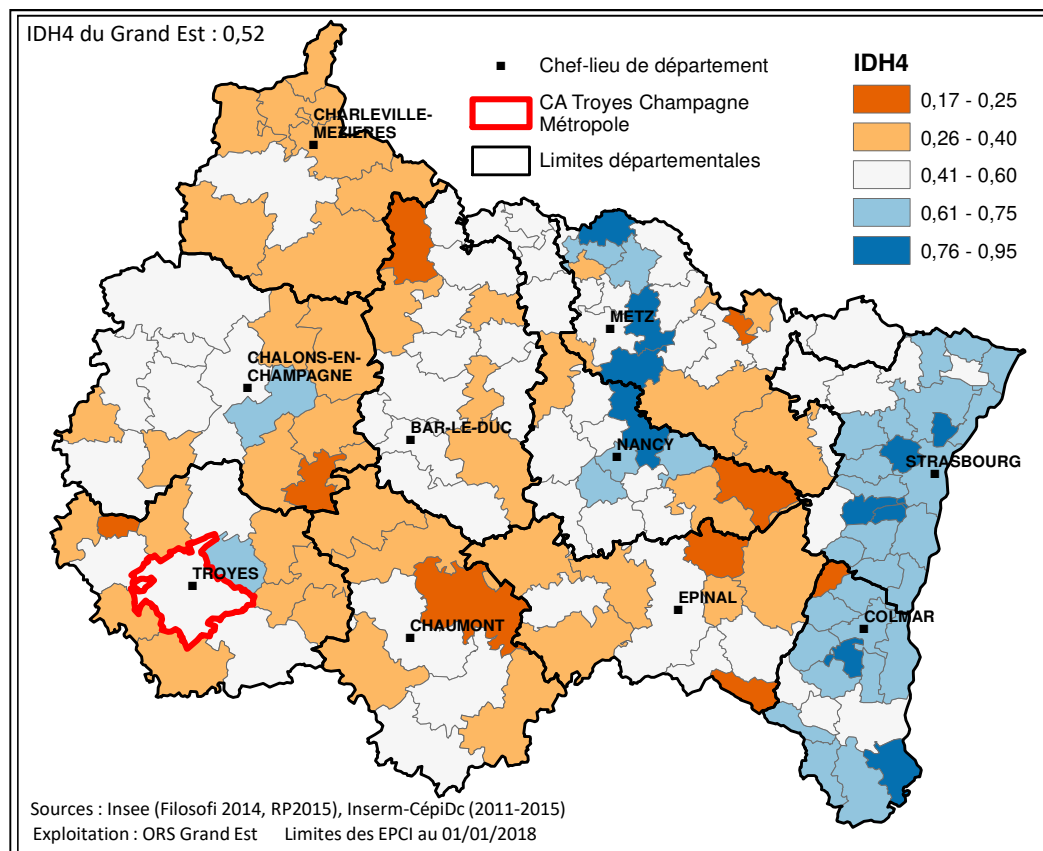 IDH4 du Grand Est : 0,52
Chef-lieu de département
CA Troyes Champagne
Métropole
Limites départementales
IDH4
0,17 - 0,25
0,26 - 0,40
0,41 - 0,60
0,61 - 0,75
0,76 - 0,95
CHARLEVILLE-
MEZIERES
METZ
CHALONS-EN-
CHAMPAGNE
BAR-LE-DUC
NANCY
STRASBOURG
TROYES
EPINAL
COLMAR
CHAUMONT
Sources : Insee (Filosofi 2014, RP2015), Inserm-CépiDc (2011-2015)
Exploitation : ORS Grand Est Limites des EPCI au 01/01/2018